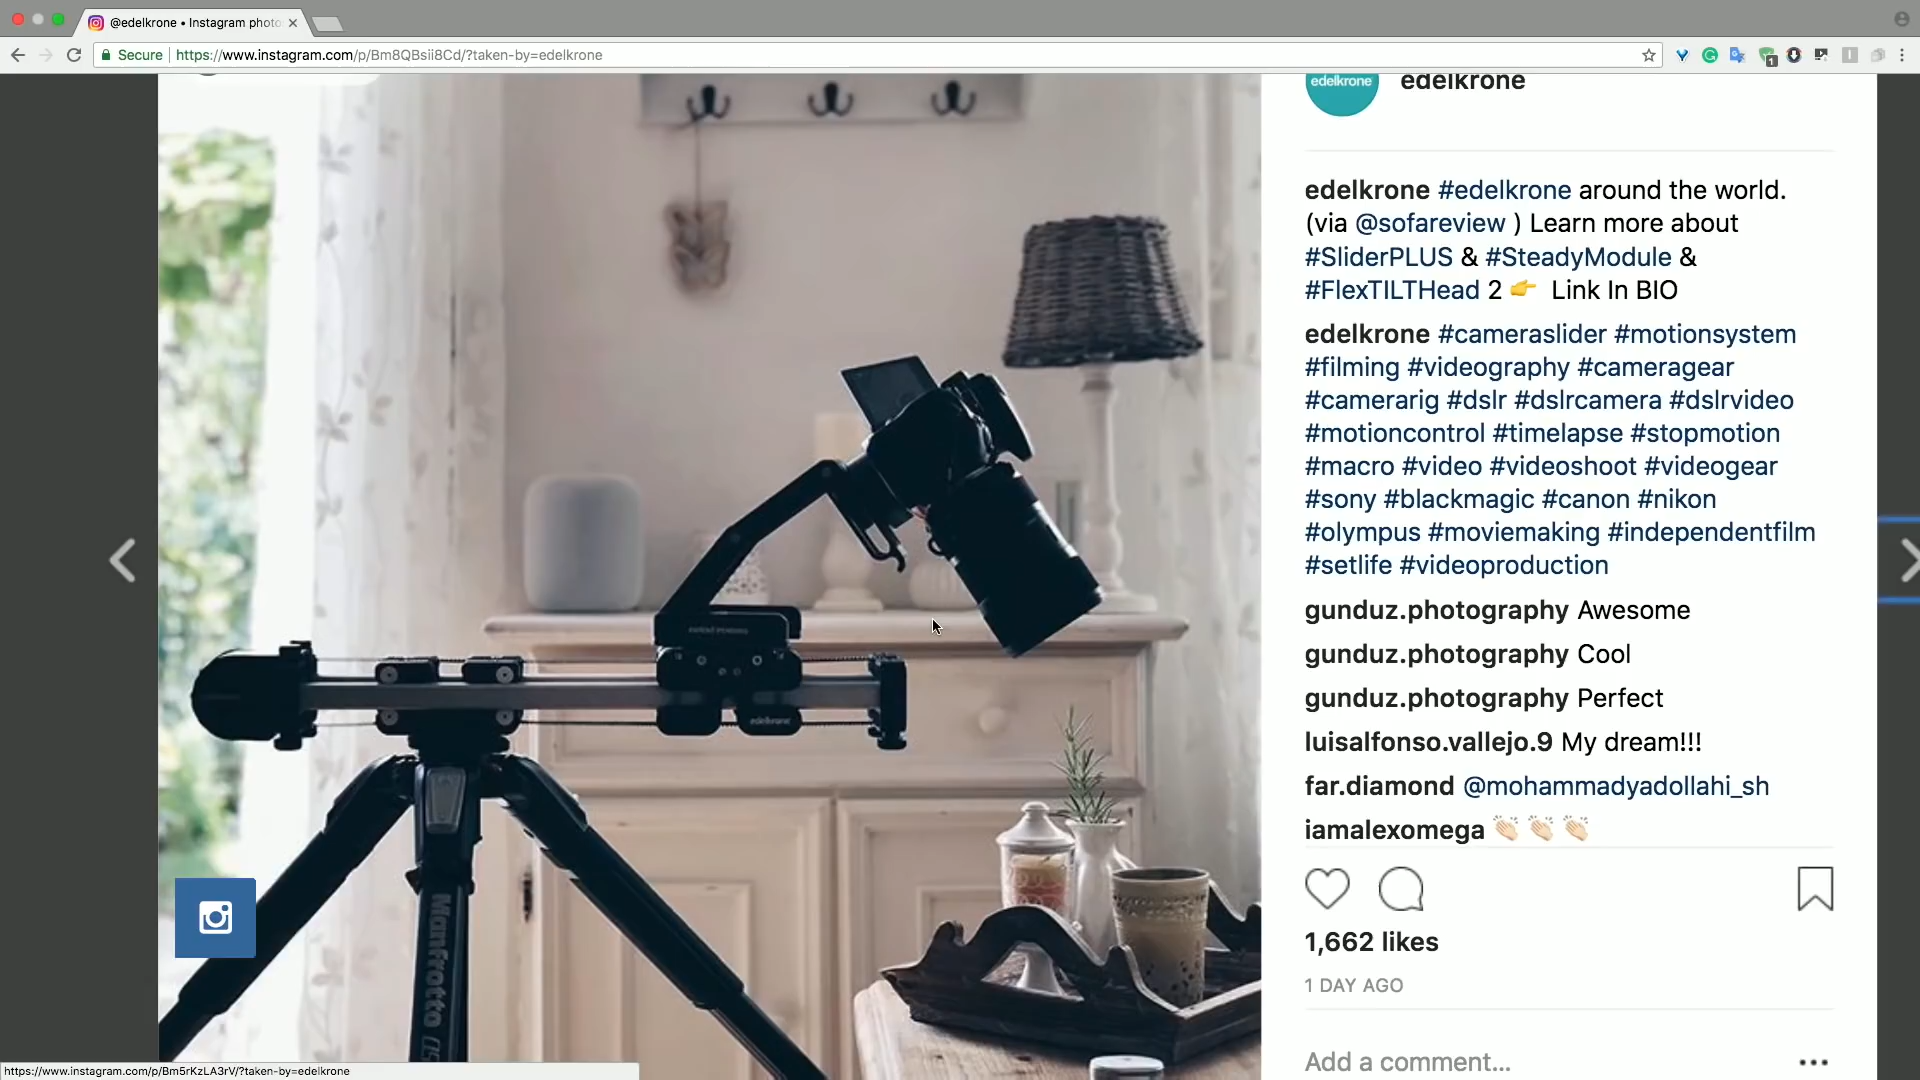 @edelkrone • Instagram photo
Secure
https://www.instagram.com/p/Bm8QBsii8Cd/?taken-by=edelkrone
1
edelkrone
edelkrone
edelkrone #edelkrone around the world.
(via @sofareview ) Learn more about
#SliderPLUS & #SteadyModule &
#FlexTILTHead 2 👉 Link In BIO
edelkrone #cameraslider #motionsystem
#filming #videography #cameragear
#camerarig #dslr #dslrcamera #dslrvideo
#motioncontrol #timelapse #stopmotion
#macro #video #videoshoot #videogear
#sony #blackmagic #canon #nikon
#olympus #moviemaking #independentfilm
#setlife #videoproduction
gunduz.photography Awesome
gunduz.photography Cool
gunduz.photography Perfect
luisalfonso.vallejo.9 My dream!!!
far.diamond @mohammadyadollahi_sh
iamalexomega 👏🏻 👏🏻 👏🏻
1,662 likes
1 DAY AGO
Add a comment...
edelkrone
Manfrotto
https://www.instagram.com/p/Bm5rKzLA3rV/?taken-by=edelkrone